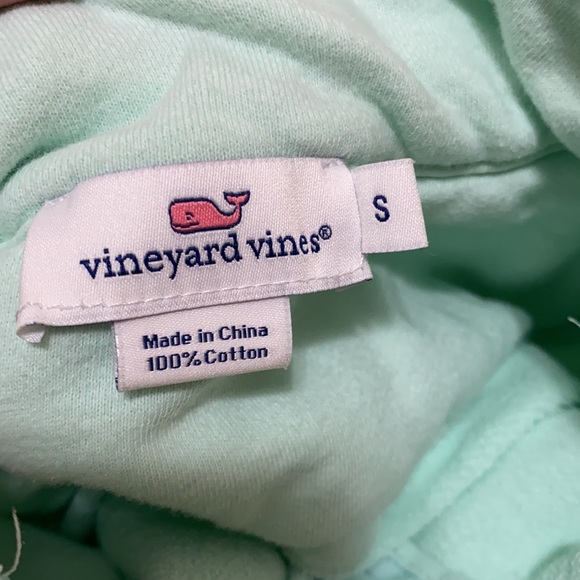 vineyard vines®
S
Made in China
100% Cotton